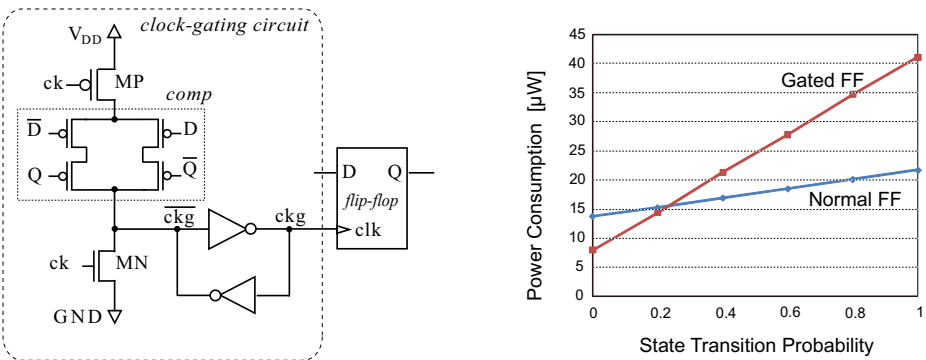 clock-gating circuit
V_DD
ck
MP
comp
D̅
D
Q
Q̅
c̅k̅g̅
ckg
ck
MN
GND
D Q
flip-flop
clk
Power Consumption [µW]
45
40
35
30
25
20
15
10
5
0
Gated FF
Normal FF
0 0.2 0.4 0.6 0.8 1
State Transition Probability